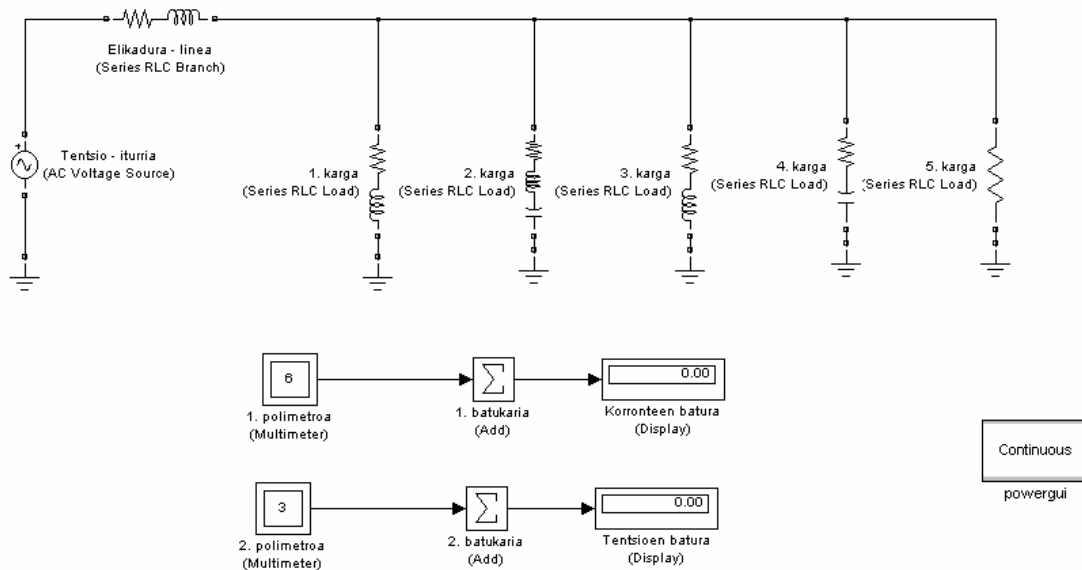 Elikadura - linea
(Series RLC Branch)
+
Tentsio - iturria
(AC Voltage Source)
1. karga
(Series RLC Load)
2. karga
(Series RLC Load)
3. karga
(Series RLC Load)
4. karga
(Series RLC Load)
5. karga
(Series RLC Load)
6
1. polimetroa
(Multimeter)
Σ
1. batukaria
(Add)
0.00
Korronteen batura
(Display)
3
2. polimetroa
(Multimeter)
Σ
2. batukaria
(Add)
0.00
Tentsioen batura
(Display)
Continuous
powergui